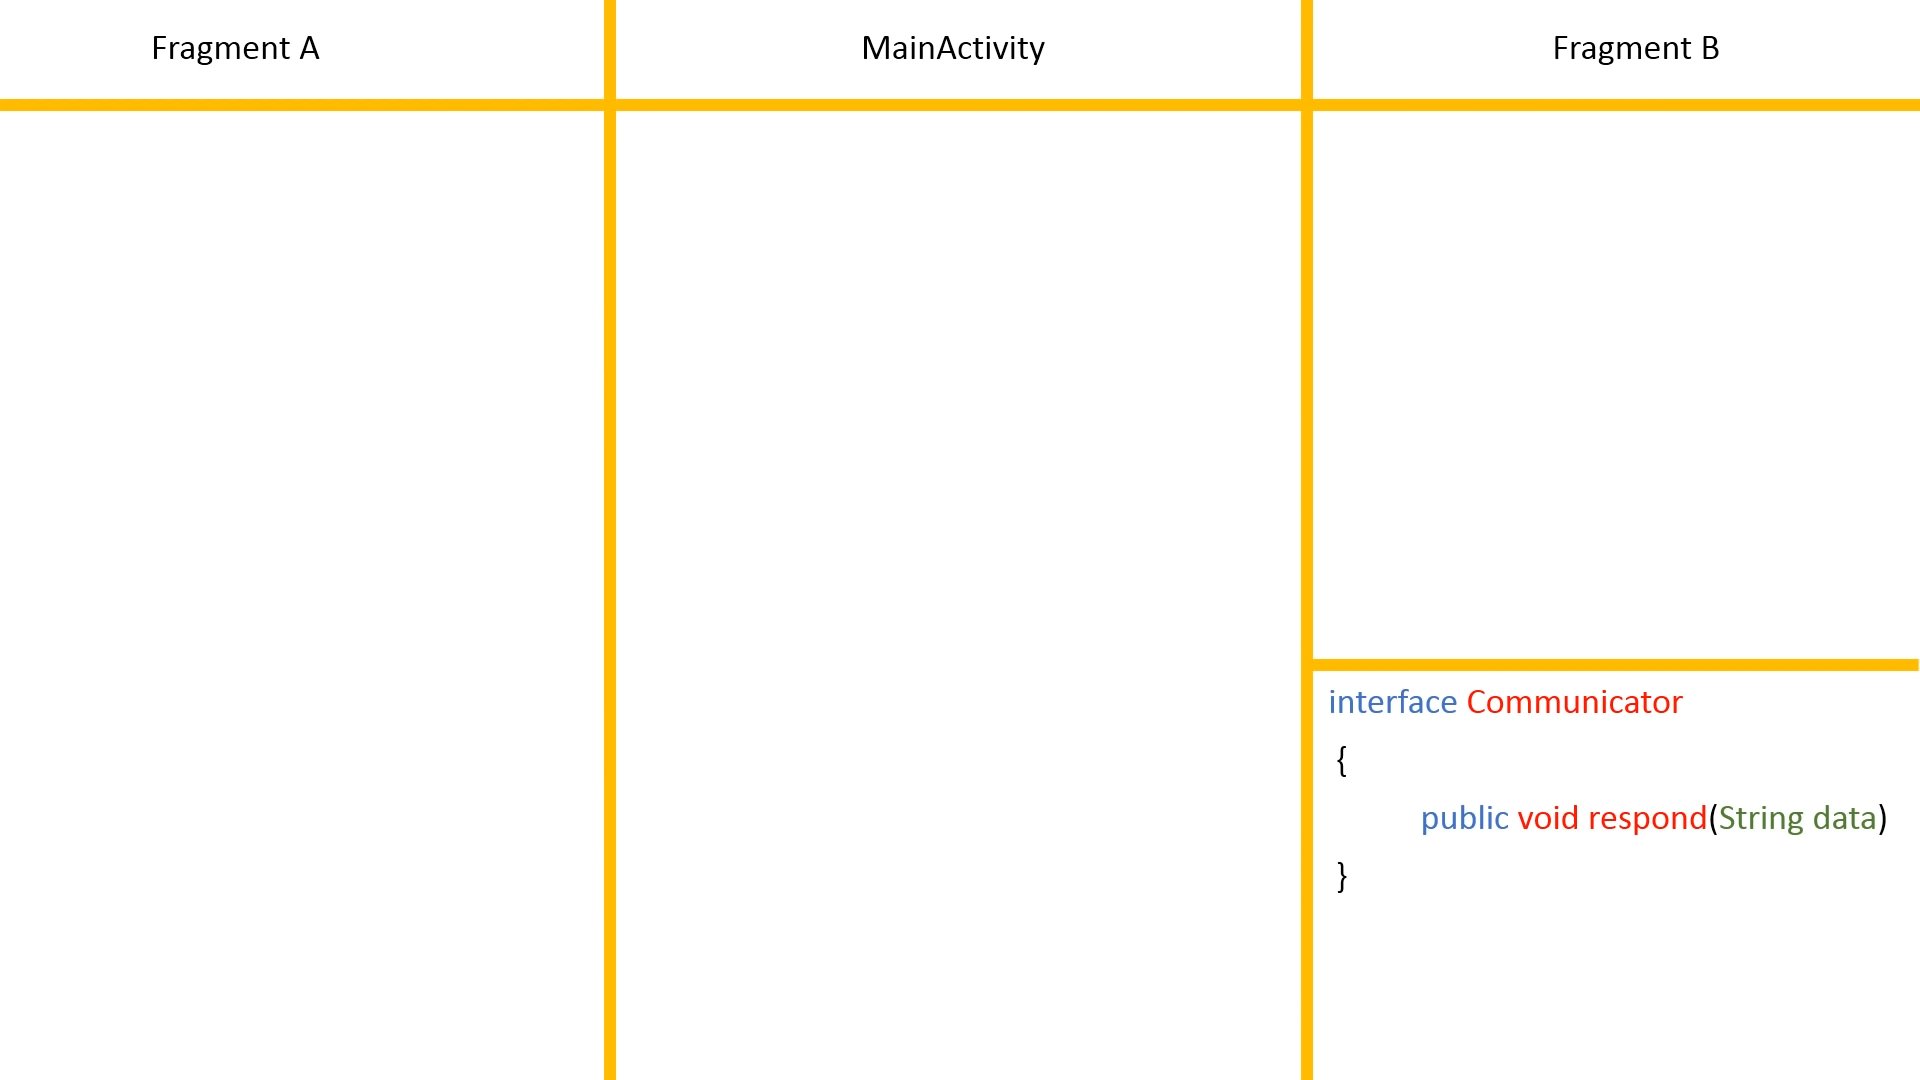 Fragment A
MainActivity
Fragment B
interface Communicator
{
public void respond(String data)
}